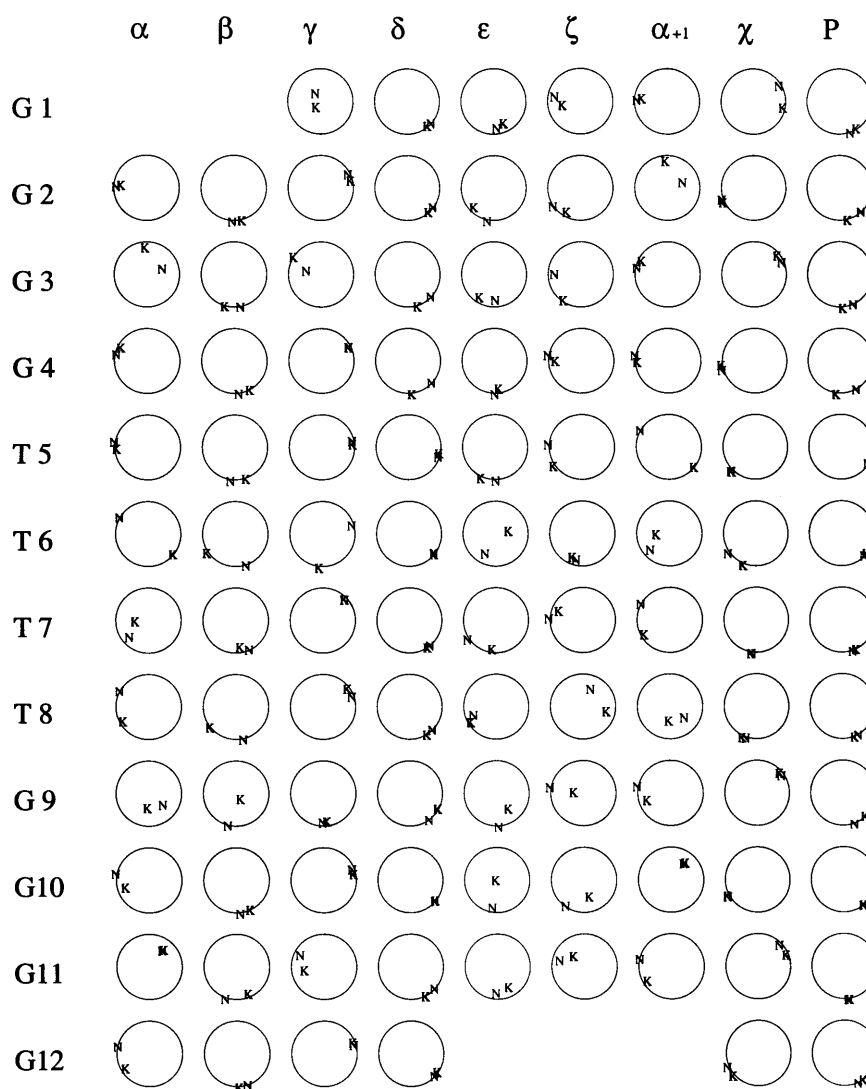 α β γ δ ε ζ α+1 χ P
G 1 N K K N N K N K N K N K N K
G 2 N K N K N K K N K N N K K N N K K N
G 3 K N K N K N K N K N N K N K K N K N
G 4 N K N K N K K N N K N K N K N K K N
T 5 N K N K N K K N K N N K N K N K N
T 6 N K K N K N N K N K K N N K N K N K
T 7 N K K N N K K N N K N K N K N K N K
T 8 N K K N K N K N K N N K K N K N K N
G 9 K N N K N K N K N K N K N K K N N K
G10 N K N K N K N K N K N K N K N K N K
G11 N K N K N K K N N K N K N K N K N K
G12 N K K N K N N K N K N K